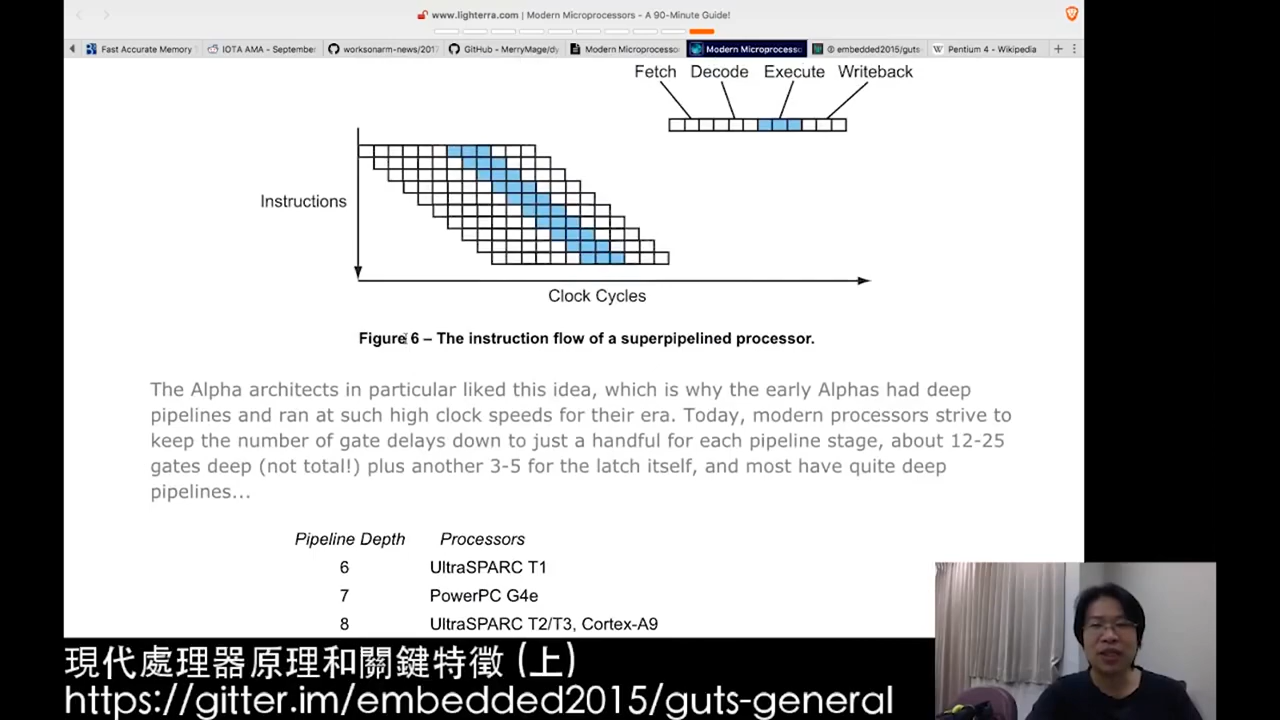 www.lighterra.com | Modern Microprocessors - A 90-Minute Guide!
Fast Accurate Memory
IOTA AMA - September
worksonarm-news/201
GitHub - MerryMage/dy
Modern Microprocesso
Modern Microprocesso
embedded2015/guts-
Pentium 4 - Wikipedia
Fetch Decode Execute Writeback
Instructions
Clock Cycles
Figure 6 – The instruction flow of a superpipelined processor.
The Alpha architects in particular liked this idea, which is why the early Alphas had deep
pipelines and ran at such high clock speeds for their era. Today, modern processors strive to
keep the number of gate delays down to just a handful for each pipeline stage, about 12-25
gates deep (not total!) plus another 3-5 for the latch itself, and most have quite deep
pipelines...
Pipeline Depth Processors
6 UltraSPARC T1
7 PowerPC G4e
8 UltraSPARC T2/T3, Cortex-A9
現代處理器原理和關鍵特徵 (上)
https://gitter.im/embedded2015/guts-general